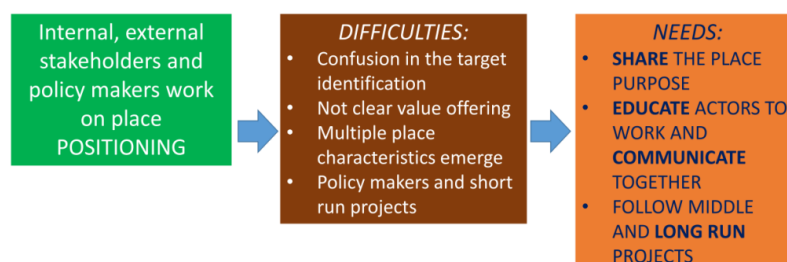 Internal, external
stakeholders and
policy makers work
on place
POSITIONING
DIFFICULTIES:
• Confusion in the target
identification
• Not clear value offering
• Multiple place
characteristics emerge
• Policy makers and short
run projects
NEEDS:
• SHARE THE PLACE
PURPOSE
• EDUCATE ACTORS TO
WORK AND
COMMUNICATE
TOGETHER
• FOLLOW MIDDLE
AND LONG RUN
PROJECTS